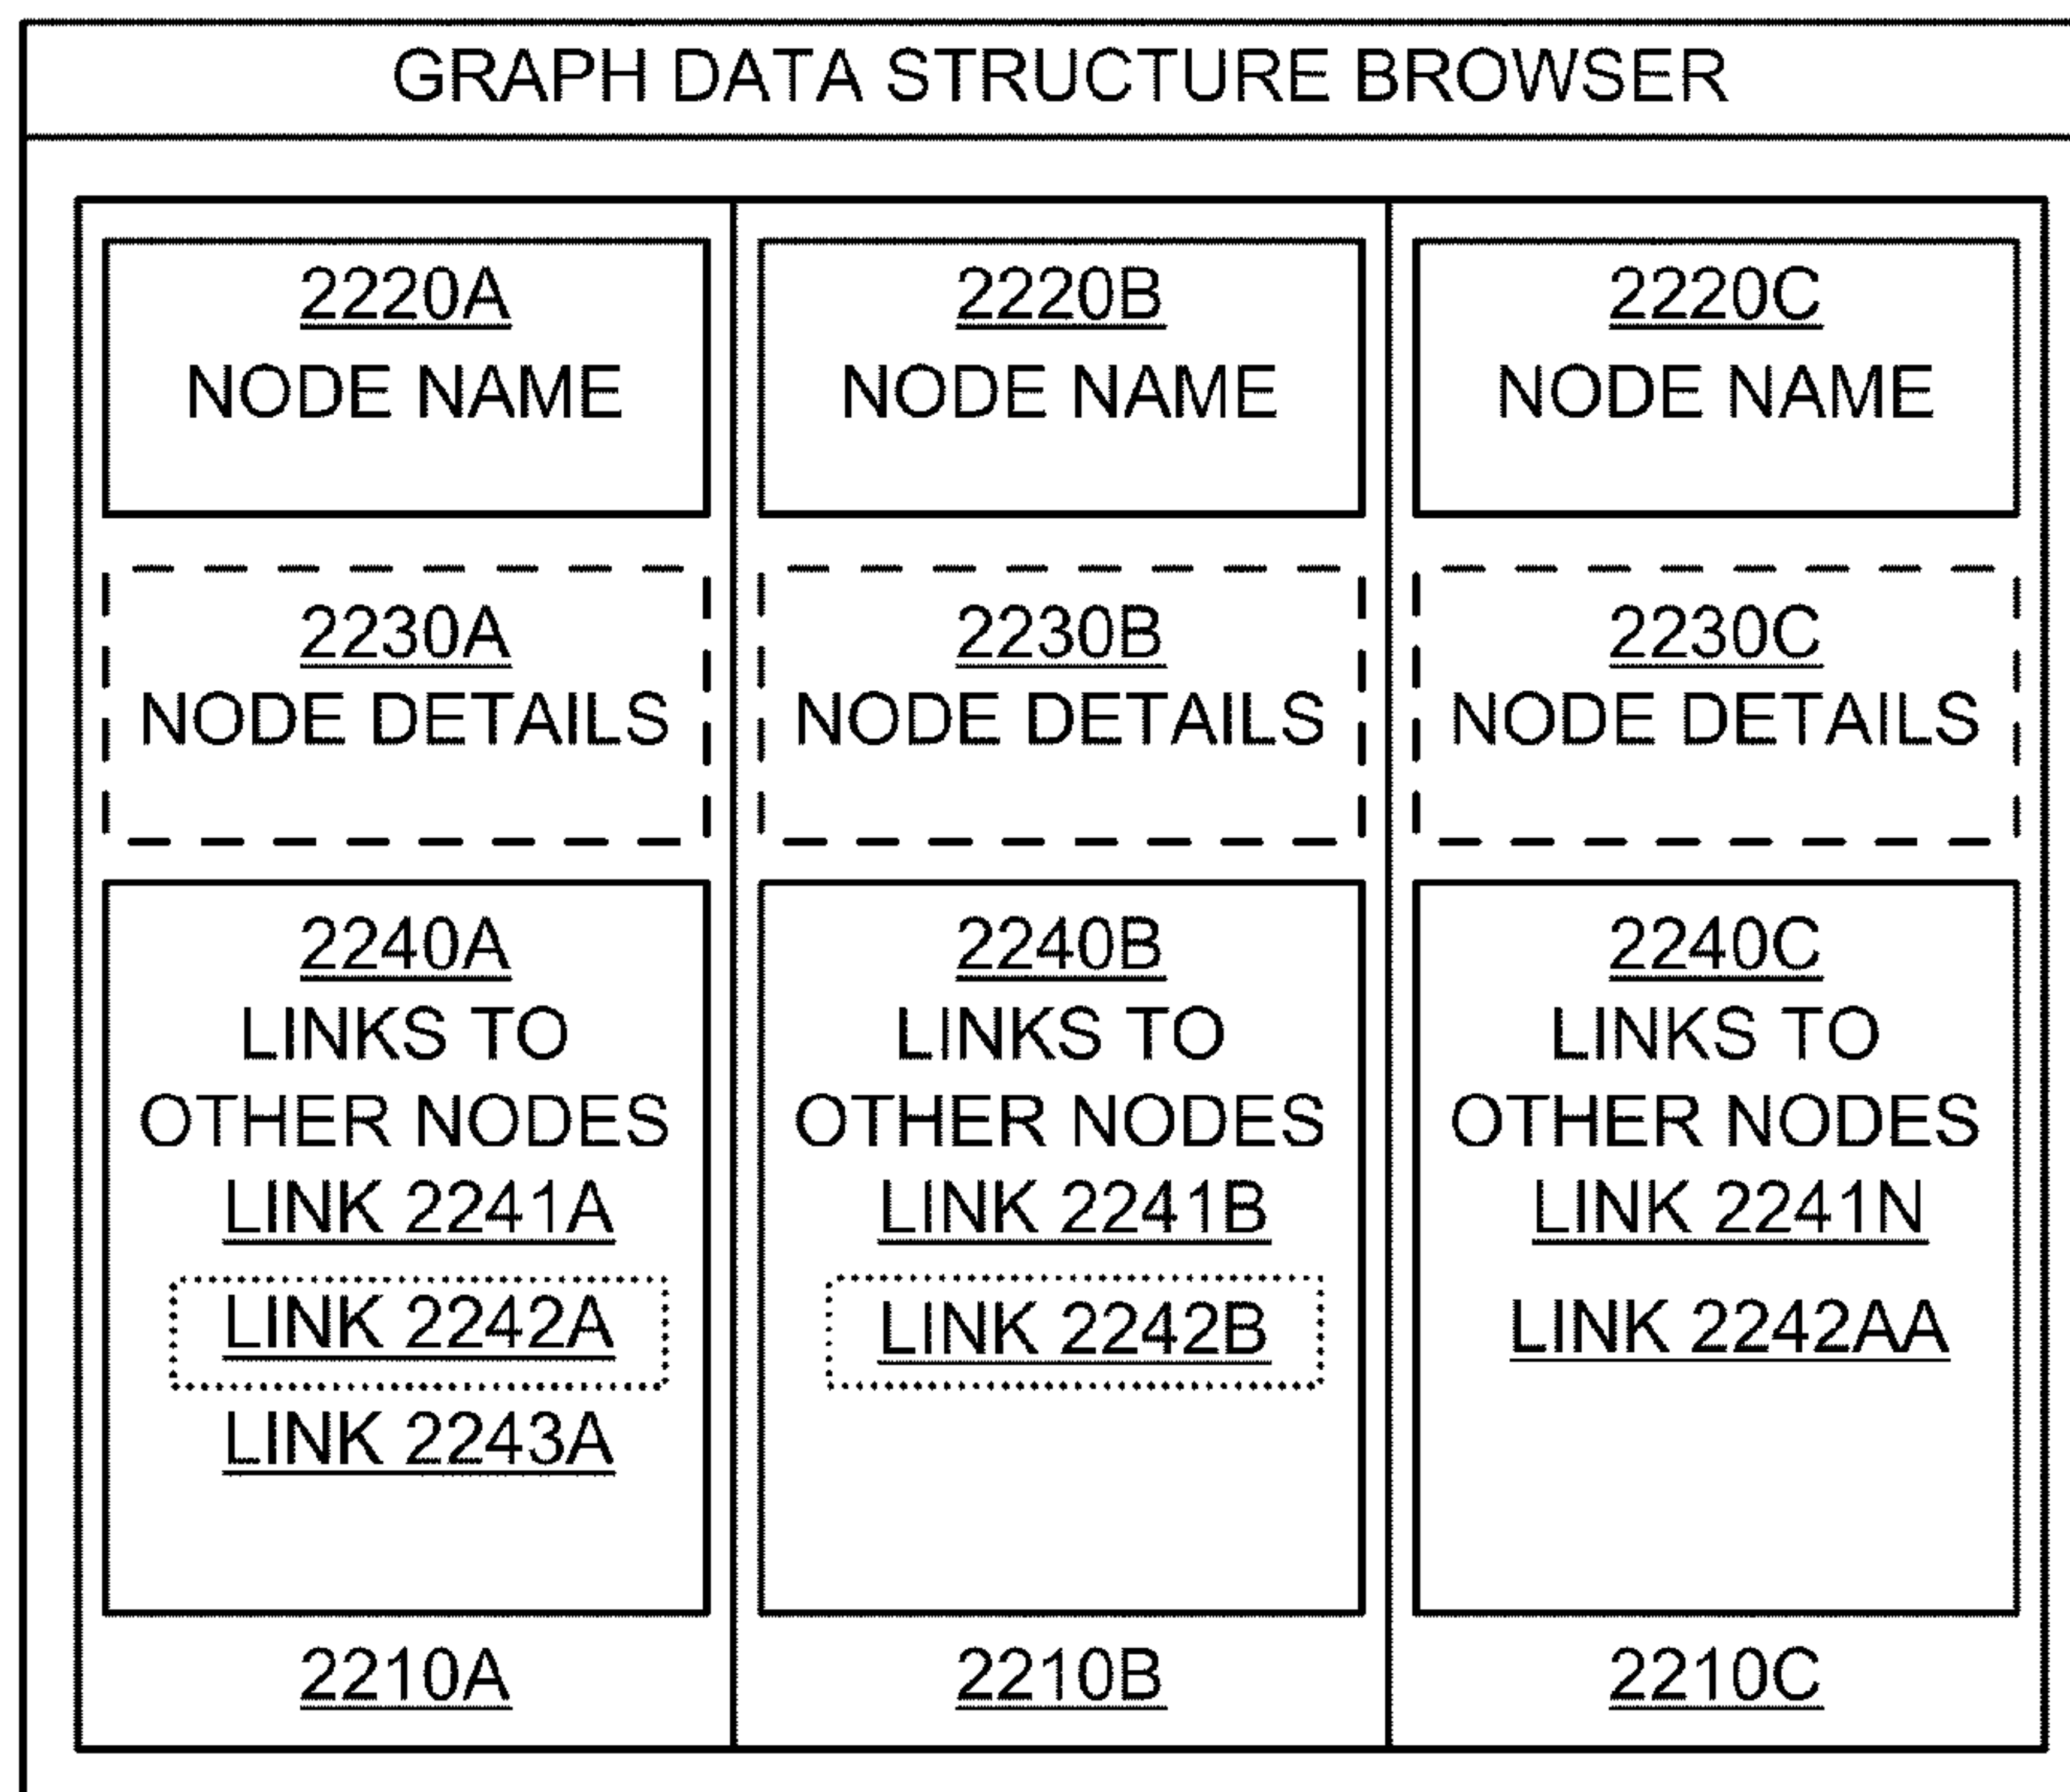 GRAPH DATA STRUCTURE BROWSER
2220A
NODE NAME
2230A
NODE DETAILS
2240A
LINKS TO
OTHER NODES
LINK 2241A
LINK 2242A
LINK 2243A
2210A
2220B
NODE NAME
2230B
NODE DETAILS
2240B
LINKS TO
OTHER NODES
LINK 2241B
LINK 2242B
2210B
2220C
NODE NAME
2230C
NODE DETAILS
2240C
LINKS TO
OTHER NODES
LINK 2241N
LINK 2242AA
2210C